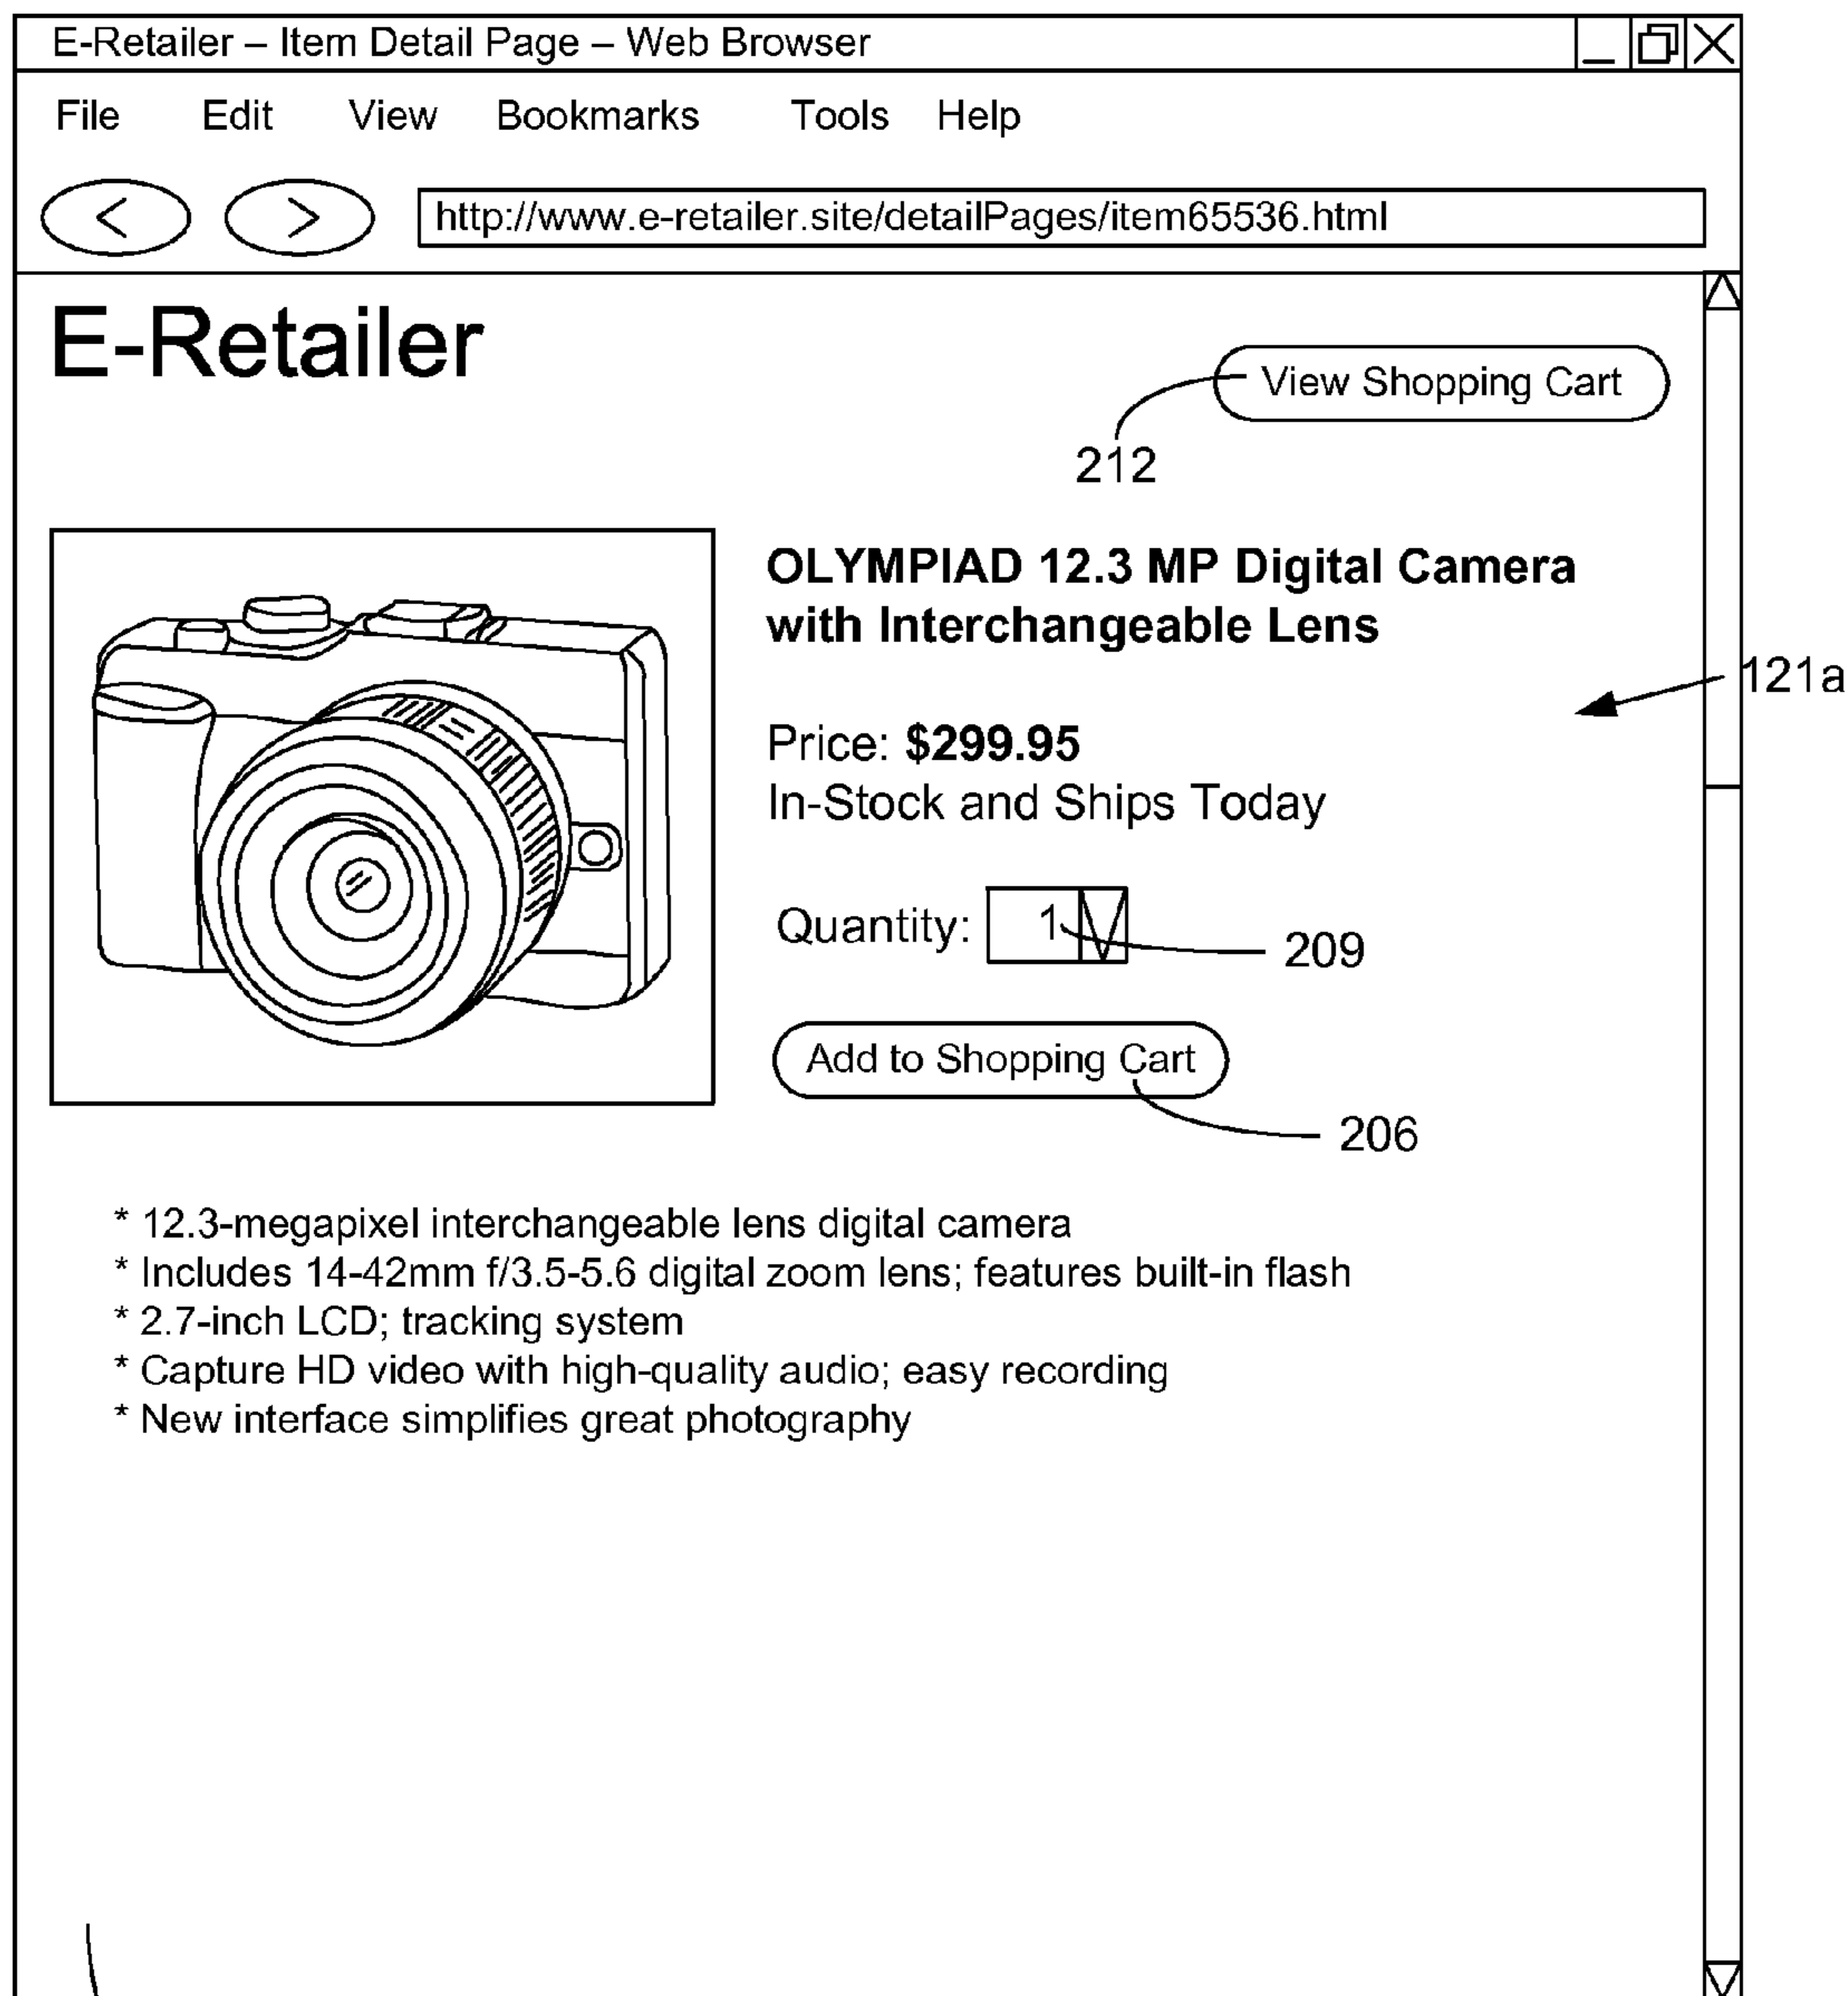 E-Retailer – Item Detail Page – Web Browser
File Edit View Bookmarks Tools Help
< > http://www.e-retailer.site/detailPages/item65536.html
E-Retailer
View Shopping Cart
212
OLYMPIAD 12.3 MP Digital Camera
with Interchangeable Lens
121a
Price: $299.95
In-Stock and Ships Today
Quantity: 1
209
Add to Shopping Cart
206
* 12.3-megapixel interchangeable lens digital camera
* Includes 14-42mm f/3.5-5.6 digital zoom lens; features built-in flash
* 2.7-inch LCD; tracking system
* Capture HD video with high-quality audio; easy recording
* New interface simplifies great photography